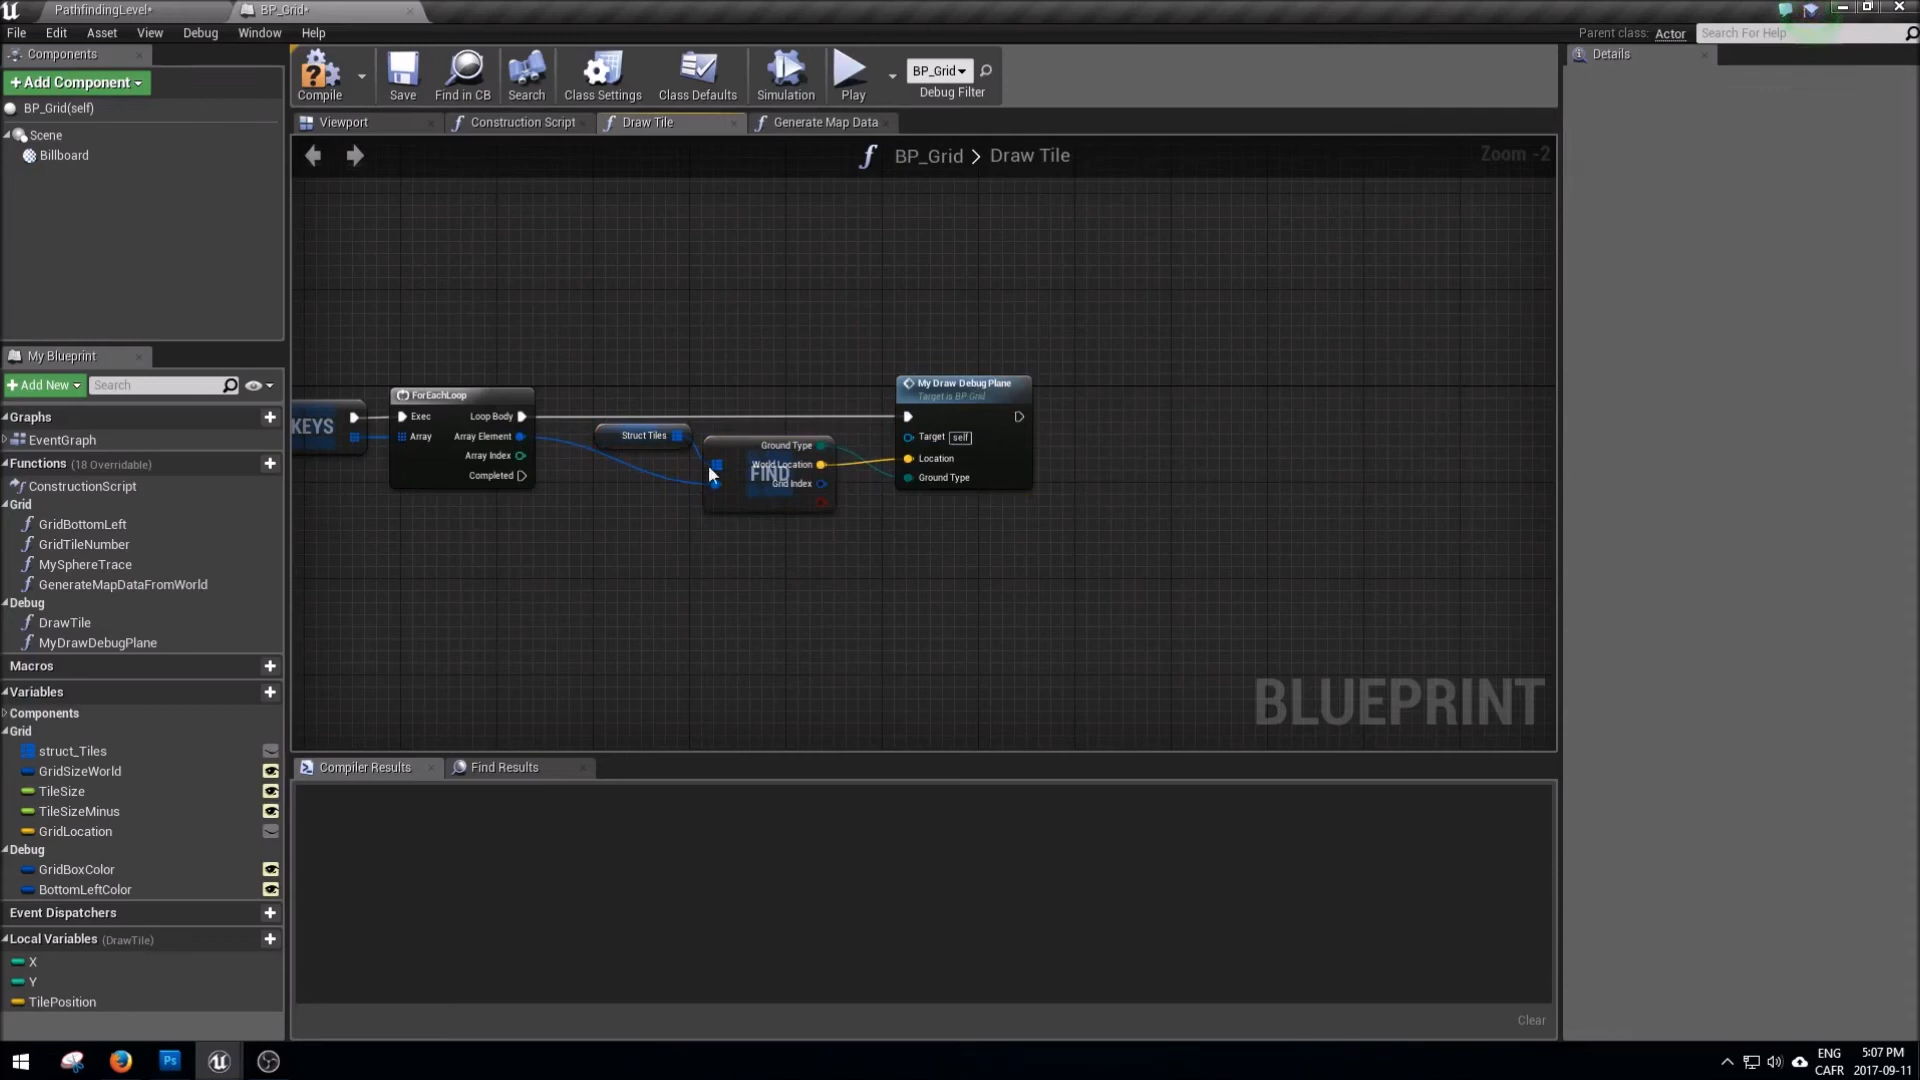 PathfindingLevel*
BP_Grid*
File Edit Asset View Debug Window Help
Parent class: Actor
Search For Help
Components
Details
+Add Component
BP_Grid(self)
Scene
Billboard
Compile
Save
Find in CB
Search
Class Settings
Class Defaults
Simulation
Play
BP_Grid
Debug Filter
Viewport
Construction Script
Draw Tile
Generate Map Data
BP_Grid > Draw Tile
Zoom -2
My Blueprint
+Add New
Search
Graphs
EventGraph
Functions (18 Overridable)
ConstructionScript
Grid
GridBottomLeft
GridTileNumber
MySphereTrace
GenerateMapDataFromWorld
Debug
DrawTile
MyDrawDebugPlane
Macros
Variables
Components
Grid
struct_Tiles
GridSizeWorld
TileSize
TileSizeMinus
GridLocation
Debug
GridBoxColor
BottomLeftColor
Event Dispatchers
Local Variables (DrawTile)
X
Y
TilePosition
KEYS
ForEachLoop
Exec
Loop Body
Array
Array Element
Array Index
Completed
Struct Tiles
FIND
Ground Type
World Location
Grid Index
My Draw Debug Plane
Target is BP Grid
Target self
Location
Ground Type
BLUEPRINT
Compiler Results
Find Results
Clear
Ps
ENG
CAFR
5:07 PM
2017-09-11